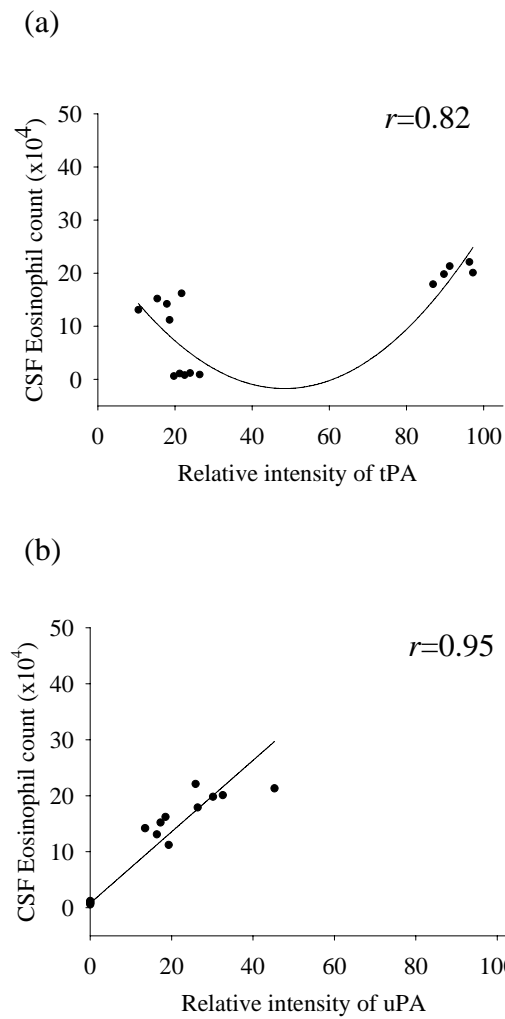 (a)
r=0.82
CSF Eosinophil count (x10⁴)
50
40
30
20
10
0
0 20 40 60 80 100
Relative intensity of tPA
(b)
r=0.95
CSF Eosinophil count (x10⁴)
50
40
30
20
10
0
0 20 40 60 80
Relative intensity of uPA